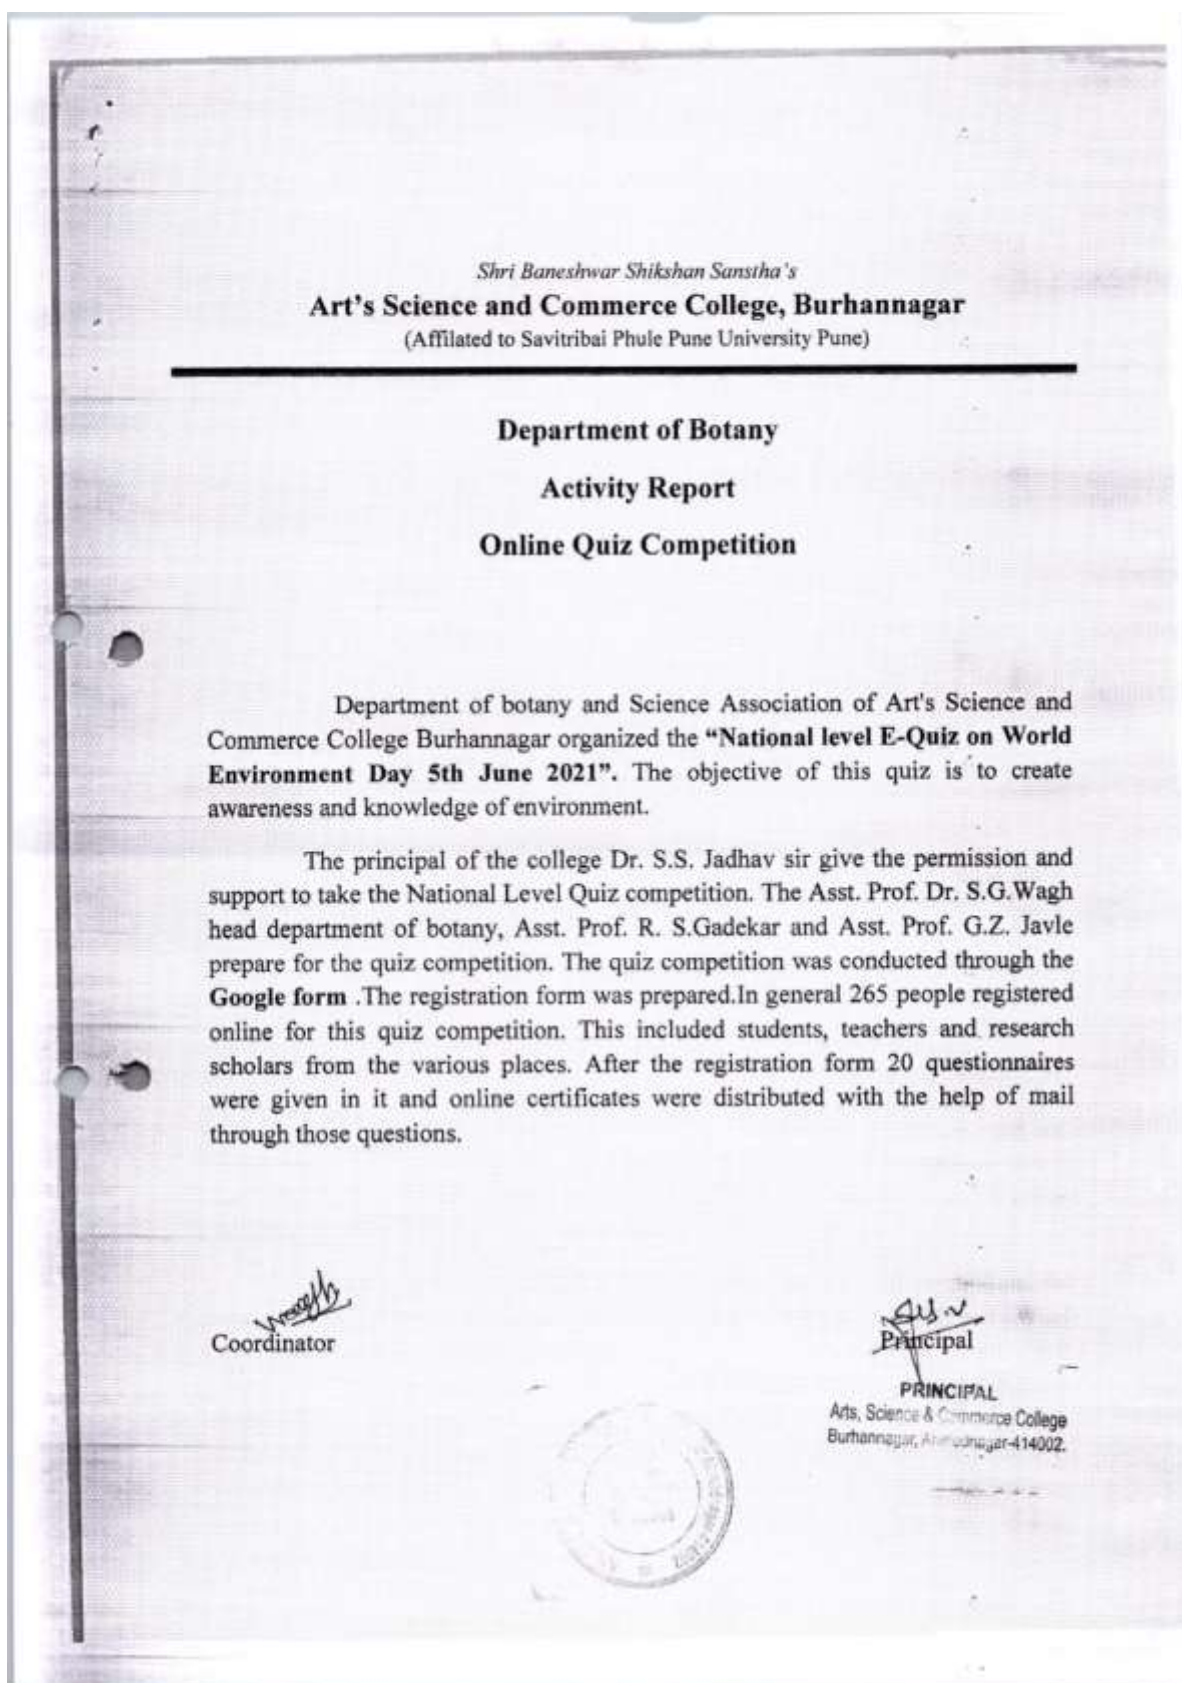 Shri Baneshwar Shikshan Sanstha's
Art's Science and Commerce College, Burhannagar
(Affilated to Savitribai Phule Pune University Pune)
Department of Botany
Activity Report
Online Quiz Competition
Department of botany and Science Association of Art's Science and
Commerce College Burhannagar organized the “National level E-Quiz on World
Environment Day 5th June 2021”. The objective of this quiz is to create
awareness and knowledge of environment.
The principal of the college Dr. S.S. Jadhav sir give the permission and
support to take the National Level Quiz competition. The Asst. Prof. Dr. S.G.Wagh
head department of botany, Asst. Prof. R. S.Gadekar and Asst. Prof. G.Z. Javle
prepare for the quiz competition. The quiz competition was conducted through the
Google form .The registration form was prepared.In general 265 people registered
online for this quiz competition. This included students, teachers and research
scholars from the various places. After the registration form 20 questionnaires
were given in it and online certificates were distributed with the help of mail
through those questions.
Coordinator
Principal
PRINCIPAL
Arts, Science & Commerce College
Burhannagar, Ahmednagar-414002.